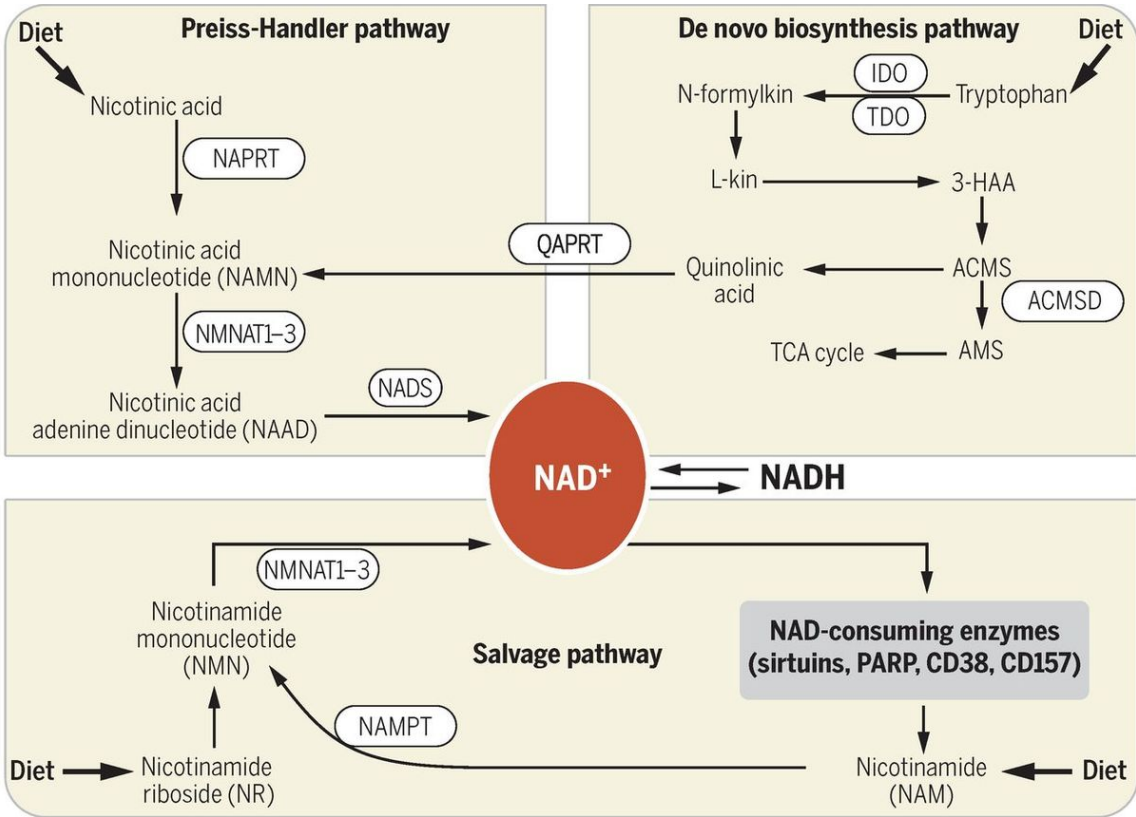 Preiss-Handler pathway
Diet
Nicotinic acid
NAPRT
Nicotinic acid
mononucleotide (NAMN)
NMNAT1–3
Nicotinic acid
adenine dinucleotide (NAAD)
NADS
De novo biosynthesis pathway
Diet
IDO
N-formylkin
Tryptophan
TDO
L-kin
3-HAA
QAPRT
Quinolinic
acid
ACMS
ACMSD
TCA cycle
AMS
NAD+
NADH
NMNAT1–3
Nicotinamide
mononucleotide
(NMN)
Salvage pathway
NAD-consuming enzymes
(sirtuins, PARP, CD38, CD157)
NAMPT
Diet
Nicotinamide
riboside (NR)
Nicotinamide
(NAM)
Diet